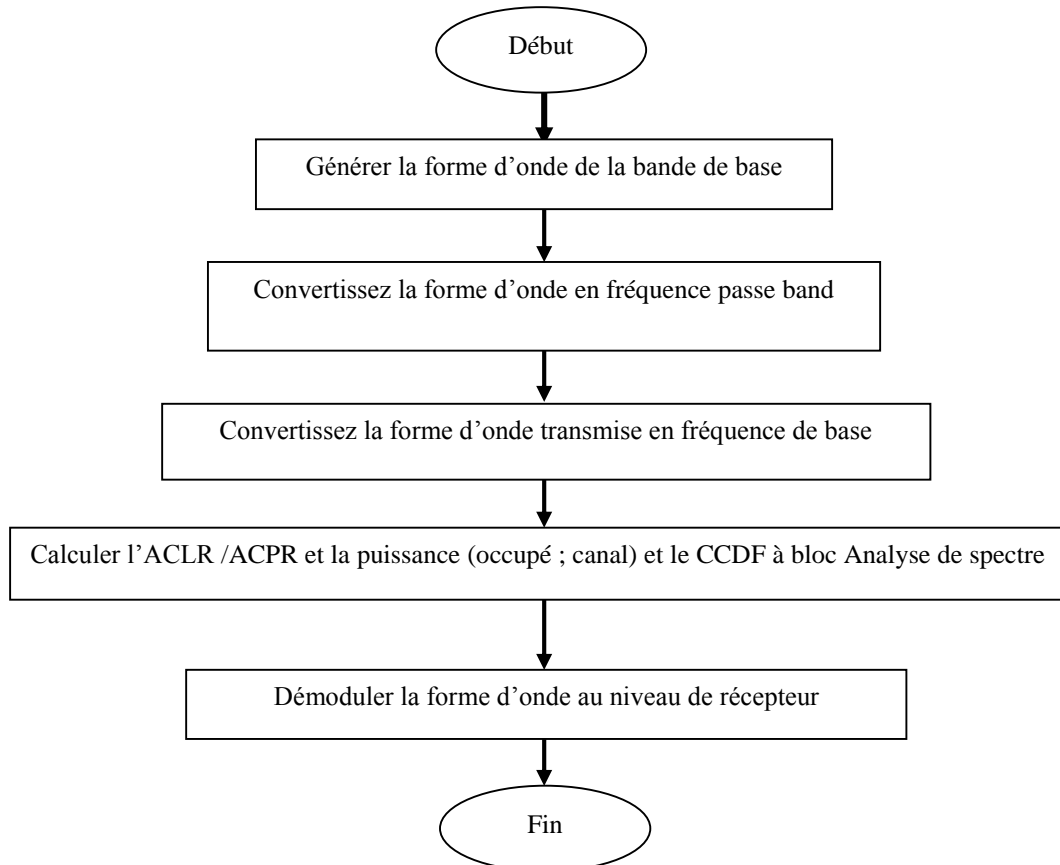 Début
Générer la forme d’onde de la bande de base
Convertissez la forme d’onde en fréquence passe band
Convertissez la forme d’onde transmise en fréquence de base
Calculer l’ACLR /ACPR et la puissance (occupé ; canal) et le CCDF à bloc Analyse de spectre
Démoduler la forme d’onde au niveau de récepteur
Fin